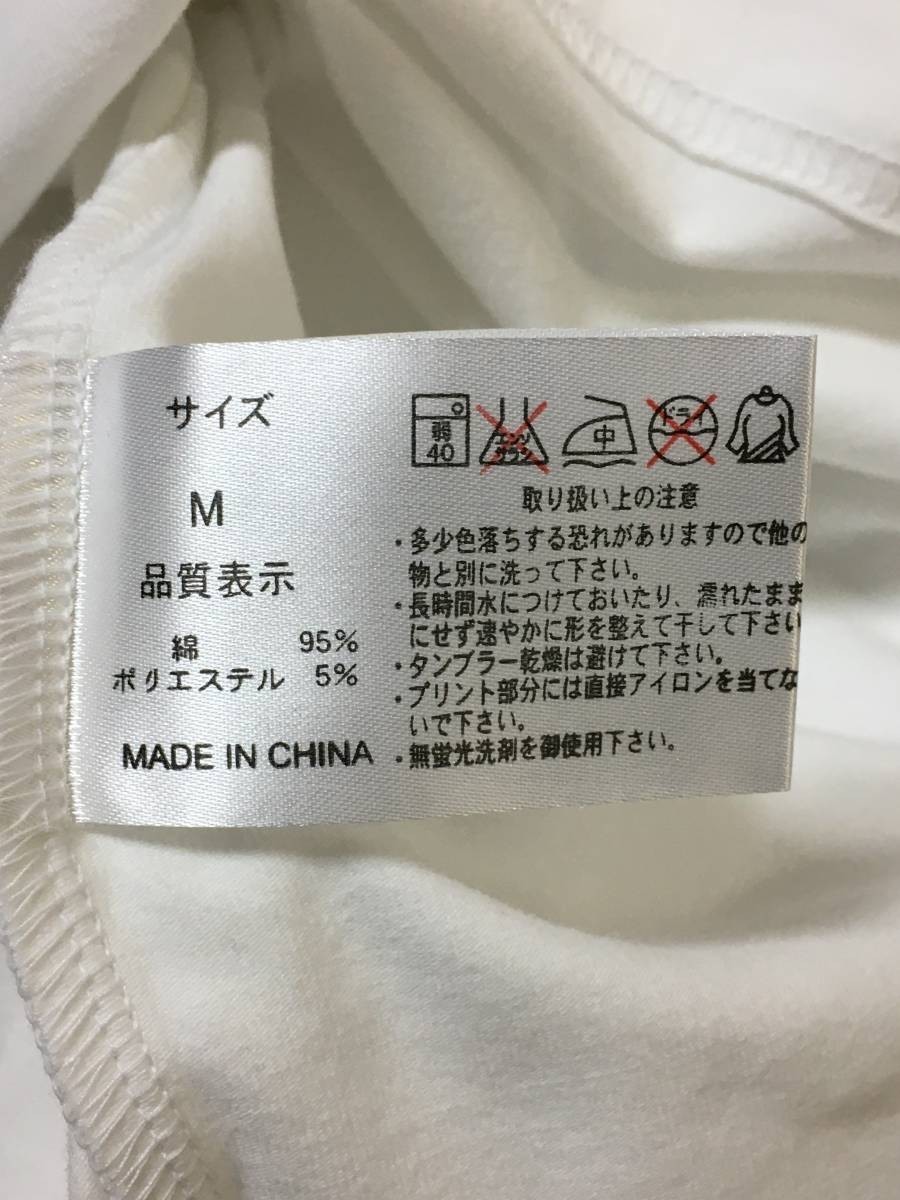 サイズ
M
品質表示
綿 95%
ポリエステル 5%
MADE IN CHINA
弱
40
エンソ
サラシ
中
ドライ
取り扱い上の注意
・多少色落ちする恐れがありますので他の
物と別に洗って下さい。
・長時間水につけておいたり、濡れたまま
にせず速やかに形を整えて干して下さい
・タンブラー乾燥は避けて下さい。
・プリント部分には直接アイロンを当てな
いで下さい。
・無蛍光洗剤を御使用下さい。